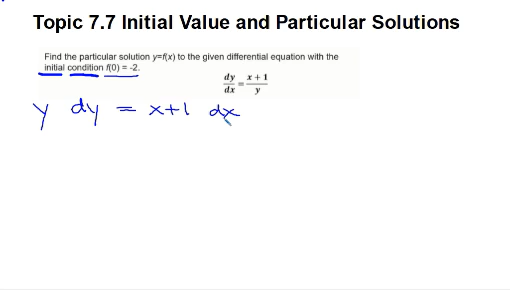 Topic 7.7 Initial Value and Particular Solutions
Find the particular solution y=f(x) to the given differential equation with the
initial condition f(0) = -2.
dy/dx = x + 1/y
y dy = x+1 dx